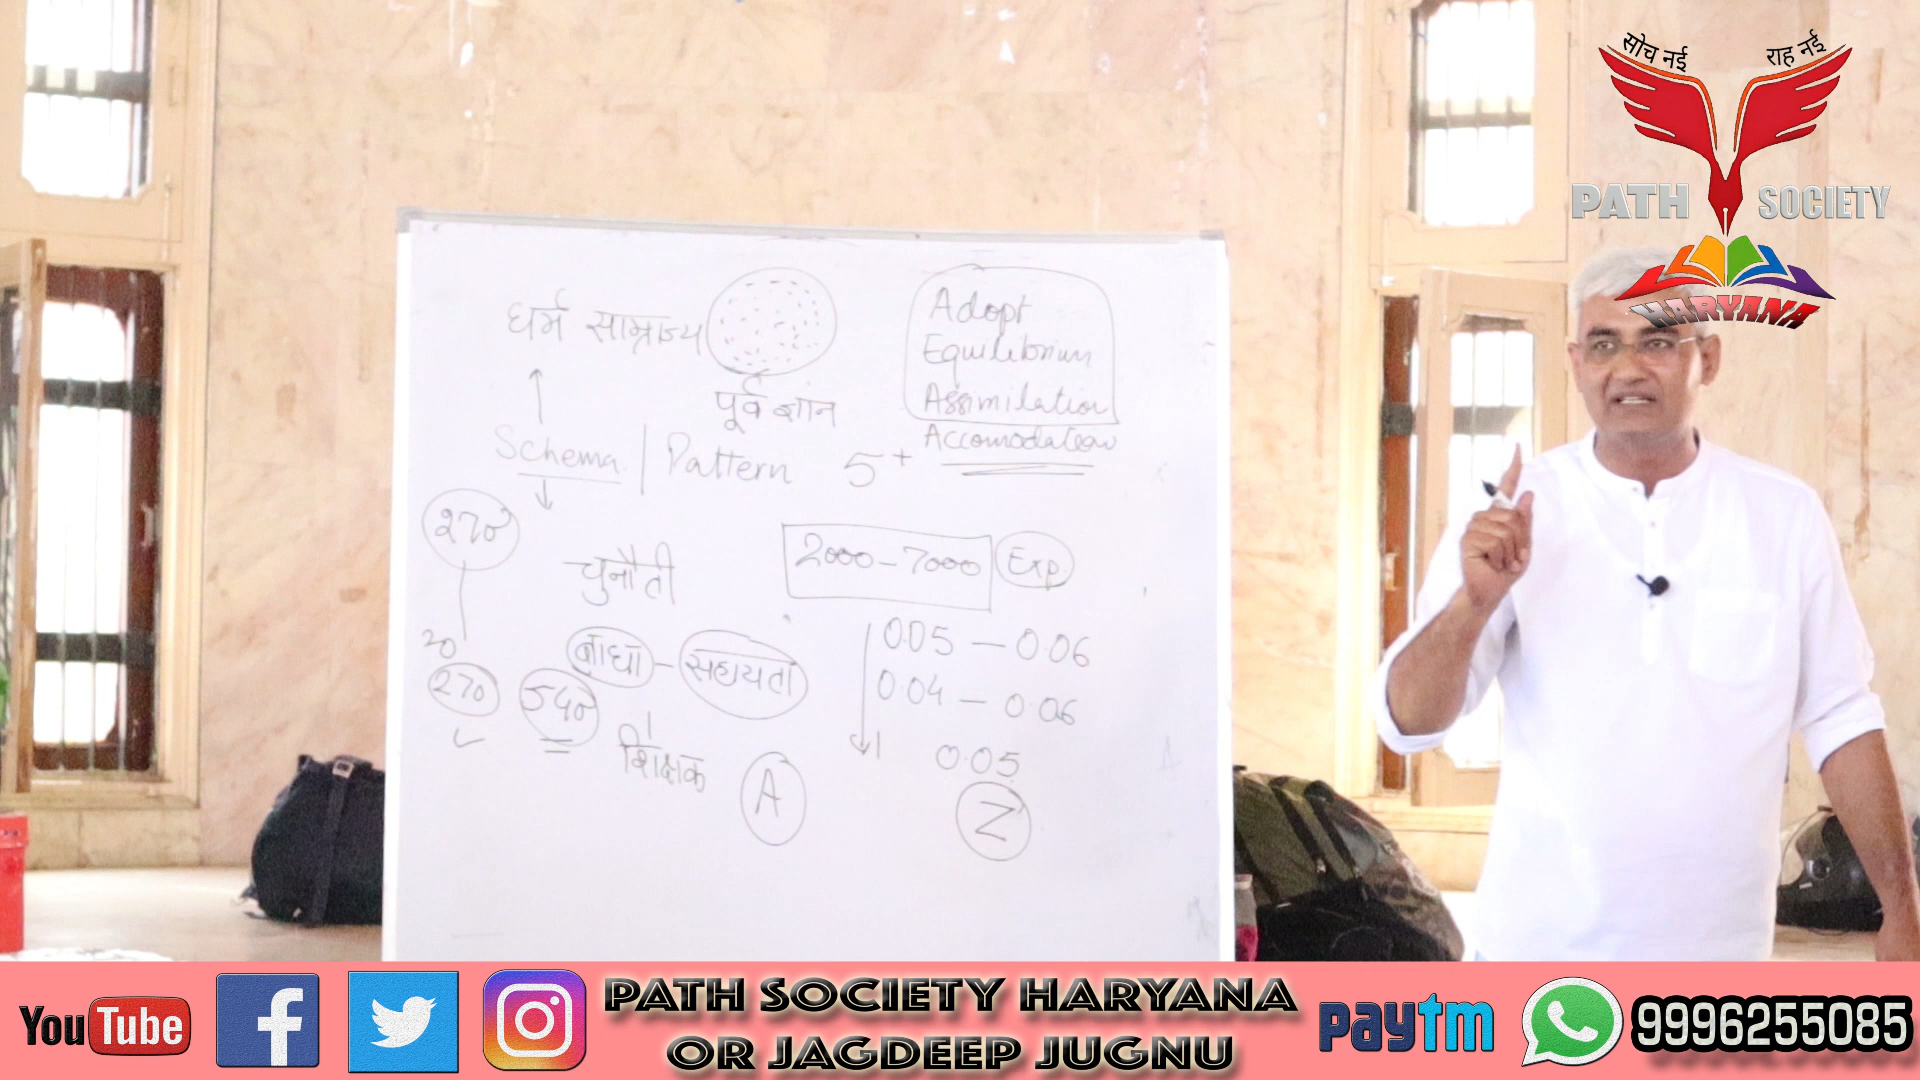 सोच नई
राह नई
PATH SOCIETY
HARYANA
धर्म साम्राज्य
पूर्व ज्ञान
Adopt
Equilibrium
Assimilation
Accomodation
Schema | Pattern 5+
270
चुनौती
2000-7000 Exp.
20
270
540
बाधा - सहायता
शिक्षक
A
0.05 - 0.06
0.04 - 0.06
0.05
Z
YouTube
PATH SOCIETY HARYANA
OR JAGDEEP JUGNU
paytm
9996255085